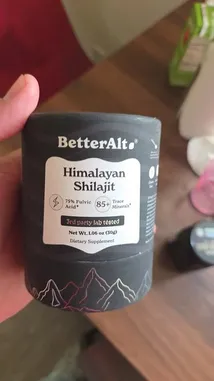 BetterAlt
Himalayan
Shilajit
75% Fulvic
Acid*
85+
Trace
Minerals*
3rd party lab tested
Net Wt. 1.06 oz (30g)
Dietary Supplement